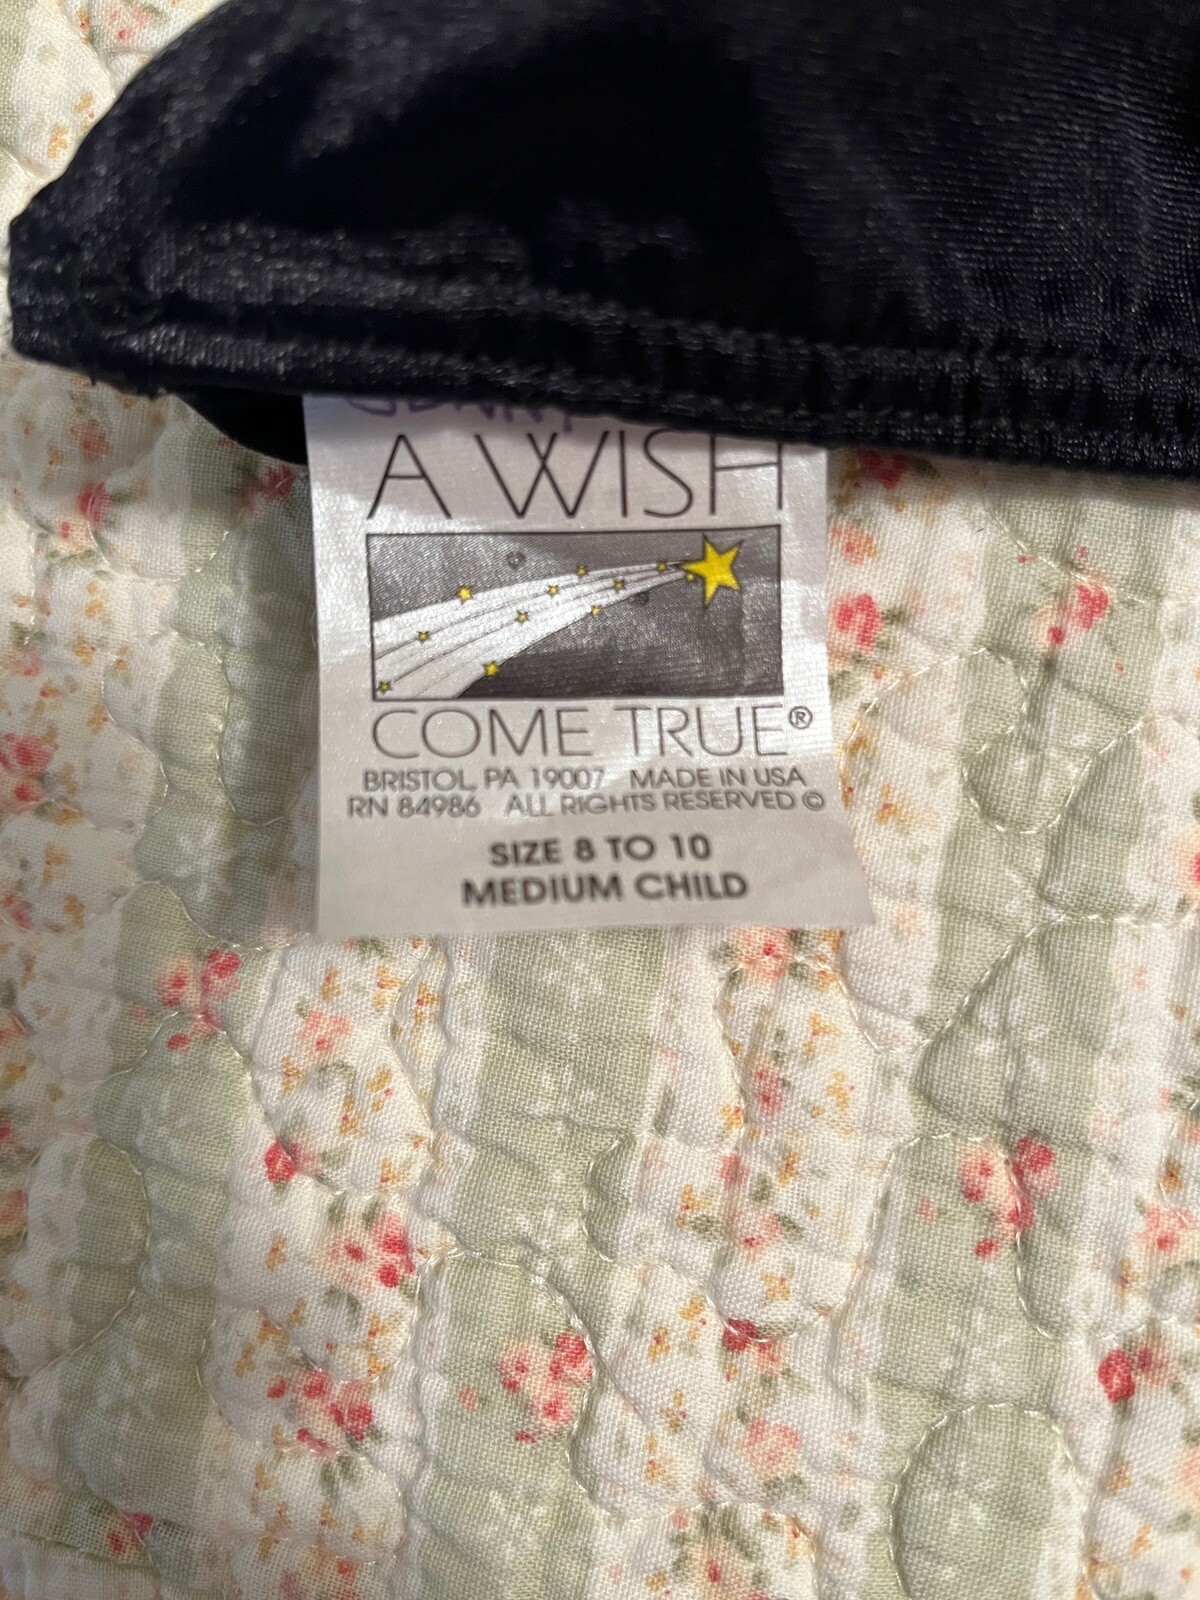 A WISH
COME TRUE®
BRISTOL, PA 19007 MADE IN USA
RN 84986 ALL RIGHTS RESERVED ©
SIZE 8 TO 10
MEDIUM CHILD